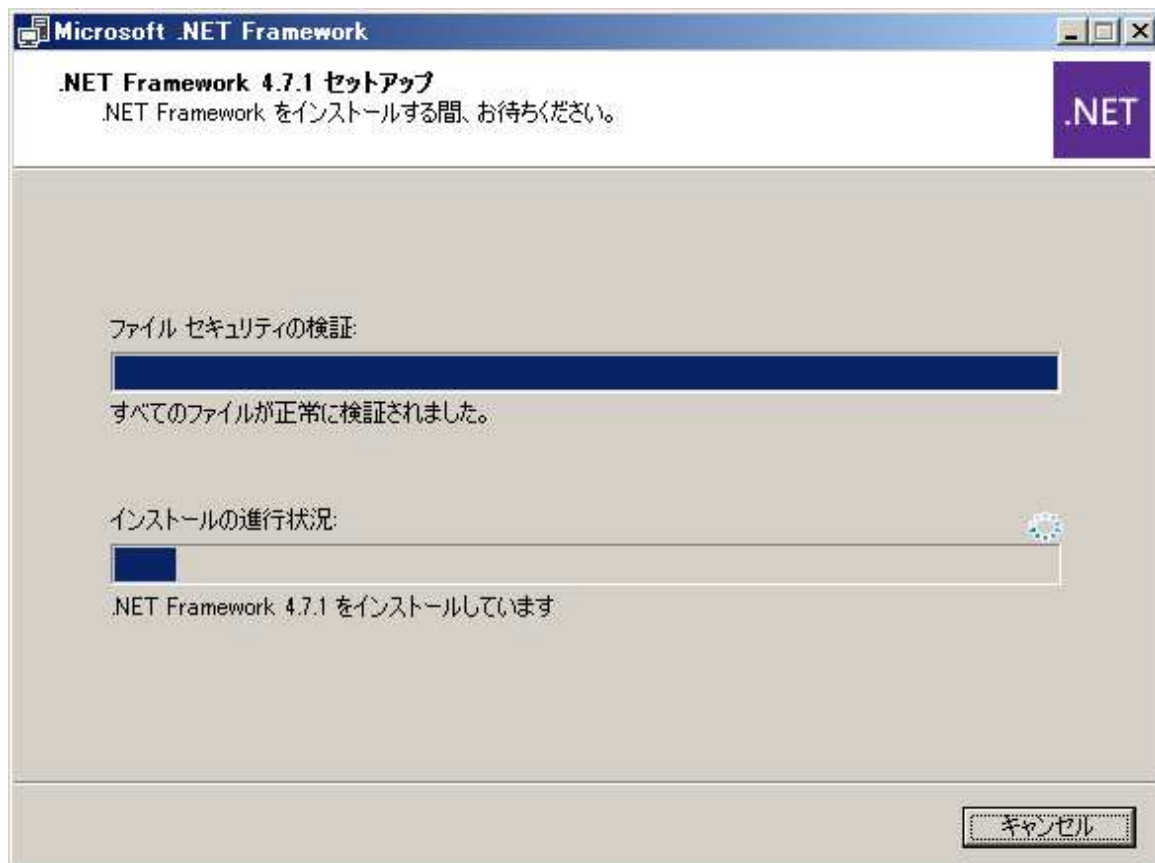 Microsoft .NET Framework
.NET Framework 4.7.1 セットアップ
.NET Framework をインストールする間、お待ちください。
.NET
ファイル セキュリティの検証:
すべてのファイルが正常に検証されました。
インストールの進行状況:
.NET Framework 4.7.1 をインストールしています
キャンセル